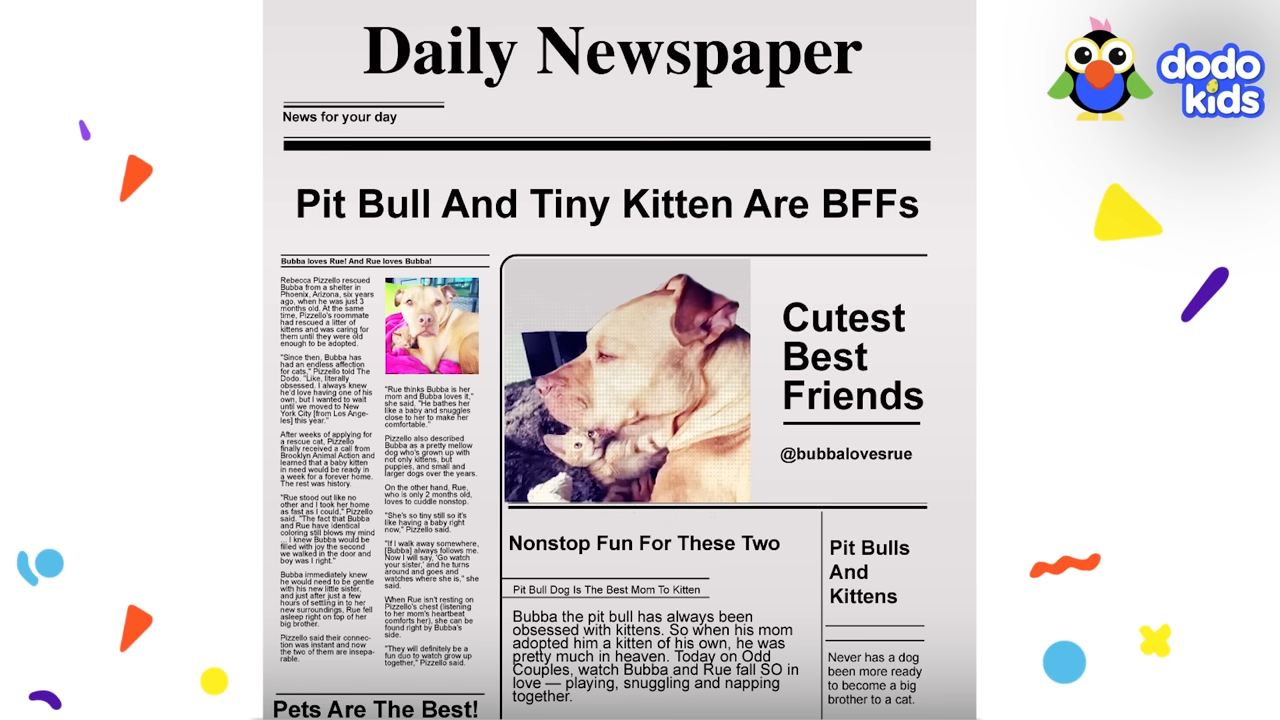 Daily Newspaper
dodo
kids
News for your day
Pit Bull And Tiny Kitten Are BFFs
Bubba loves Rue! And Rue loves Bubba!
Rebecca Pizzello rescued
Bubba from a shelter in
Phoenix, Arizona, six years
ago, when he was just 3
months old. At the same
time, Pizzello's roommate
had rescued a litter of
kittens and was caring for
them until they were old
enough to be adopted.
"Since then, Bubba has
had an endless affection
for cats," Pizzello told The
Dodo. "Like, literally
obsessed. I always knew
he'd love having one of his
own, but I wanted to wait
until we moved to New
York City [from Los Ange-
les] this year."
After weeks of applying for
a rescue cat, Pizzello
finally received a call from
Brooklyn Animal Action and
learned that a baby kitten
in need would be ready in
a week for a forever home.
The rest was history.
"Rue stood out like no
other and I took her home
as fast as I could," Pizzello
said. "The fact that Bubba
and Rue have identical
coloring still blows my mind
... I knew Bubba would be
filled with joy the second
we walked in the door and
boy was I right."
Bubba immediately knew
he would need to be gentle
with his new little sister,
and just after just a few
hours of settling in to her
new surroundings, Rue fell
asleep right on top of her
big brother.
Pizzello said their connec-
tion was instant and now
the two of them are insepa-
rable.
"Rue thinks Bubba is her
mom and Bubba loves it,"
she said. "He bathes her
like a baby and snuggles
close to her to make her
comfortable."
Pizzello also described
Bubba as a pretty mellow
dog who's grown up with
not only kittens, but
puppies, and small and
larger dogs over the years.
On the other hand, Rue,
who is only 2 months old,
loves to cuddle nonstop.
"She's so tiny still so it's
like having a baby right
now," Pizzello said.
"If I walk away somewhere,
[Bubba] always follows me.
Now I will say, 'Go watch
your sister,' and he turns
around and goes and
watches where she is," she
said.
When Rue isn't resting on
Pizzello's chest (listening
to her mom's heartbeat
comforts her), she can be
found right by Bubba's
side.
"They will definitely be a
fun duo to watch grow up
together," Pizzello said.
Pets Are The Best!
Cutest
Best
Friends
@bubbalovesrue
Nonstop Fun For These Two
Pit Bull Dog Is The Best Mom To Kitten
Bubba the pit bull has always been
obsessed with kittens. So when his mom
adopted him a kitten of his own, he was
pretty much in heaven. Today on Odd
Couples, watch Bubba and Rue fall SO in
love — playing, snuggling and napping
together.
Pit Bulls
And
Kittens
Never has a dog
been more ready
to become a big
brother to a cat.